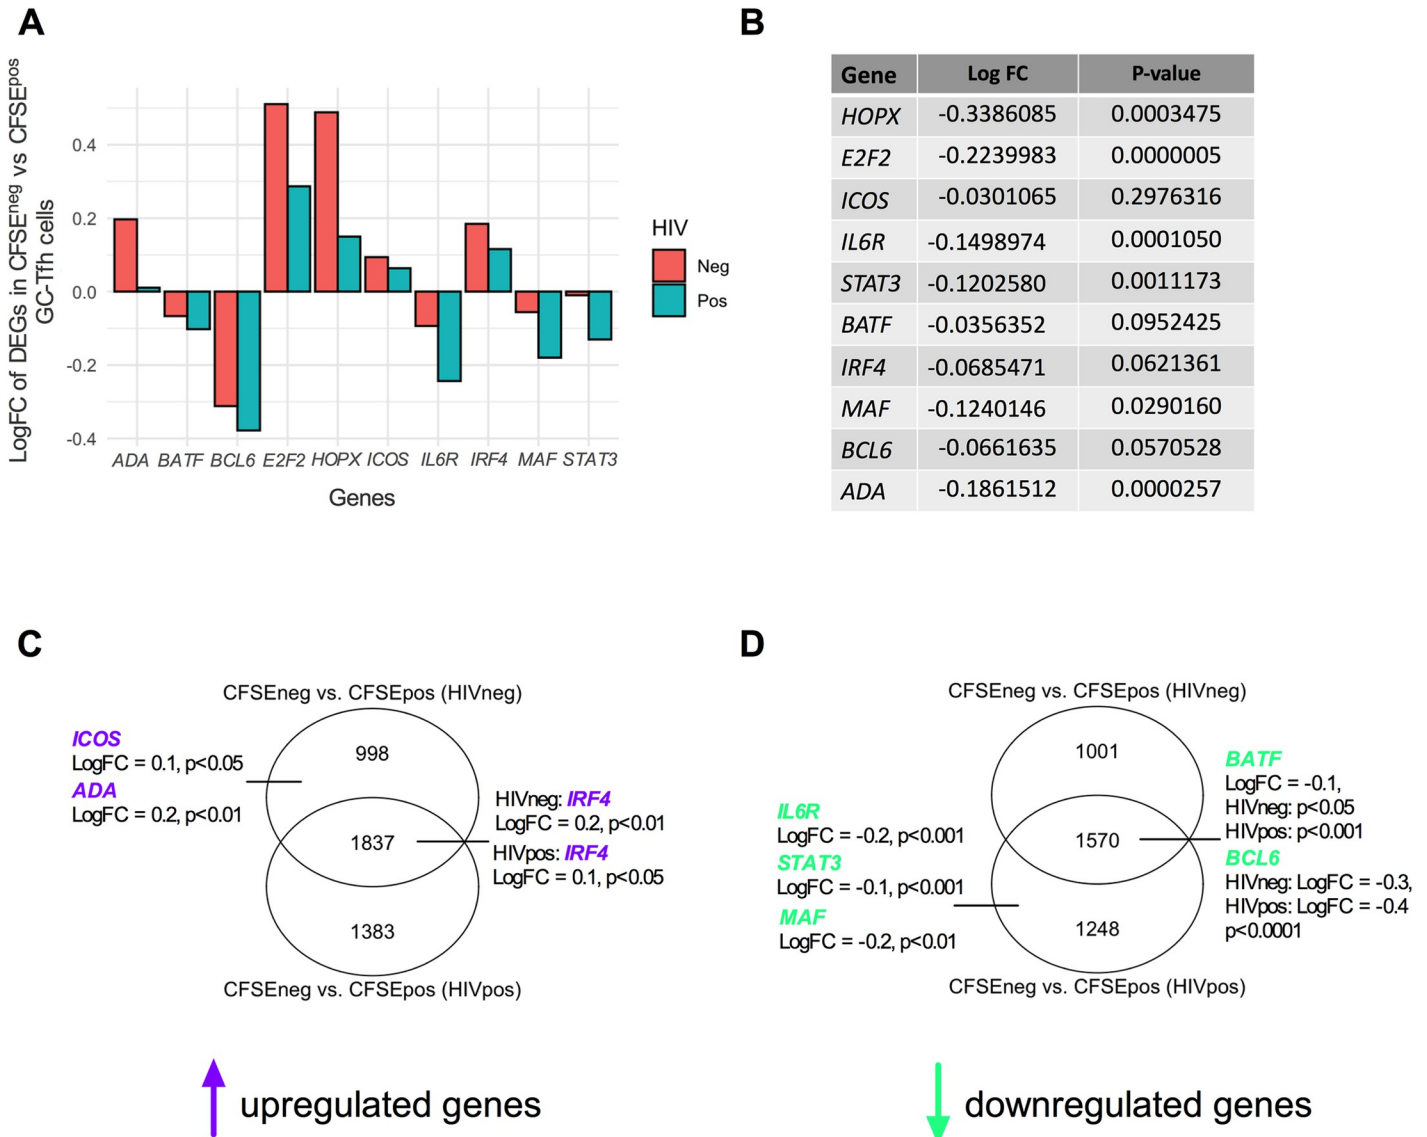 A
LogFC of DEGs in CFSEneg vs CFSEpos
GC-Tfh cells
0.4
0.2
0.0
-0.2
-0.4
ADA BATF BCL6 E2F2 HOPX ICOS IL6R IRF4 MAF STAT3
Genes
HIV
Neg
Pos
B
Gene Log FC P-value
HOPX -0.3386085 0.0003475
E2F2 -0.2239983 0.0000005
ICOS -0.0301065 0.2976316
IL6R -0.1498974 0.0001050
STAT3 -0.1202580 0.0011173
BATF -0.0356352 0.0952425
IRF4 -0.0685471 0.0621361
MAF -0.1240146 0.0290160
BCL6 -0.0661635 0.0570528
ADA -0.1861512 0.0000257
C
CFSEneg vs. CFSEpos (HIVneg)
ICOS
LogFC = 0.1, p<0.05
ADA
LogFC = 0.2, p<0.01
998
1837
1383
HIVneg: IRF4
LogFC = 0.2, p<0.01
HIVpos: IRF4
LogFC = 0.1, p<0.05
CFSEneg vs. CFSEpos (HIVpos)
upregulated genes
D
CFSEneg vs. CFSEpos (HIVneg)
IL6R
LogFC = -0.2, p<0.001
STAT3
LogFC = -0.1, p<0.001
MAF
LogFC = -0.2, p<0.01
1001
1570
1248
BATF
LogFC = -0.1,
HIVneg: p<0.05
HIVpos: p<0.001
BCL6
HIVneg: LogFC = -0.3,
HIVpos: LogFC = -0.4
p<0.0001
CFSEneg vs. CFSEpos (HIVpos)
downregulated genes